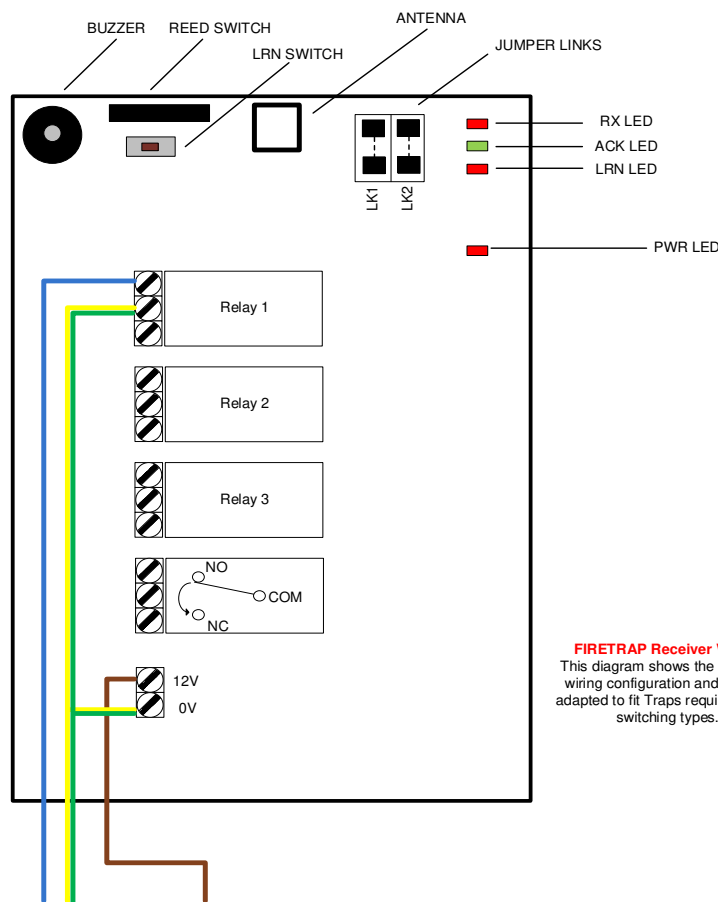 ANTENNA
BUZZER
REED SWITCH
LRN SWITCH
JUMPER LINKS
RX LED
ACK LED
LRN LED
LK1
LK2
PWR LED
Relay 1
Relay 2
Relay 3
NO
COM
NC
12V
0V
FIRETRAP Receiver
This diagram shows the
wiring configuration and
adapted to fit Traps requi
switching types.